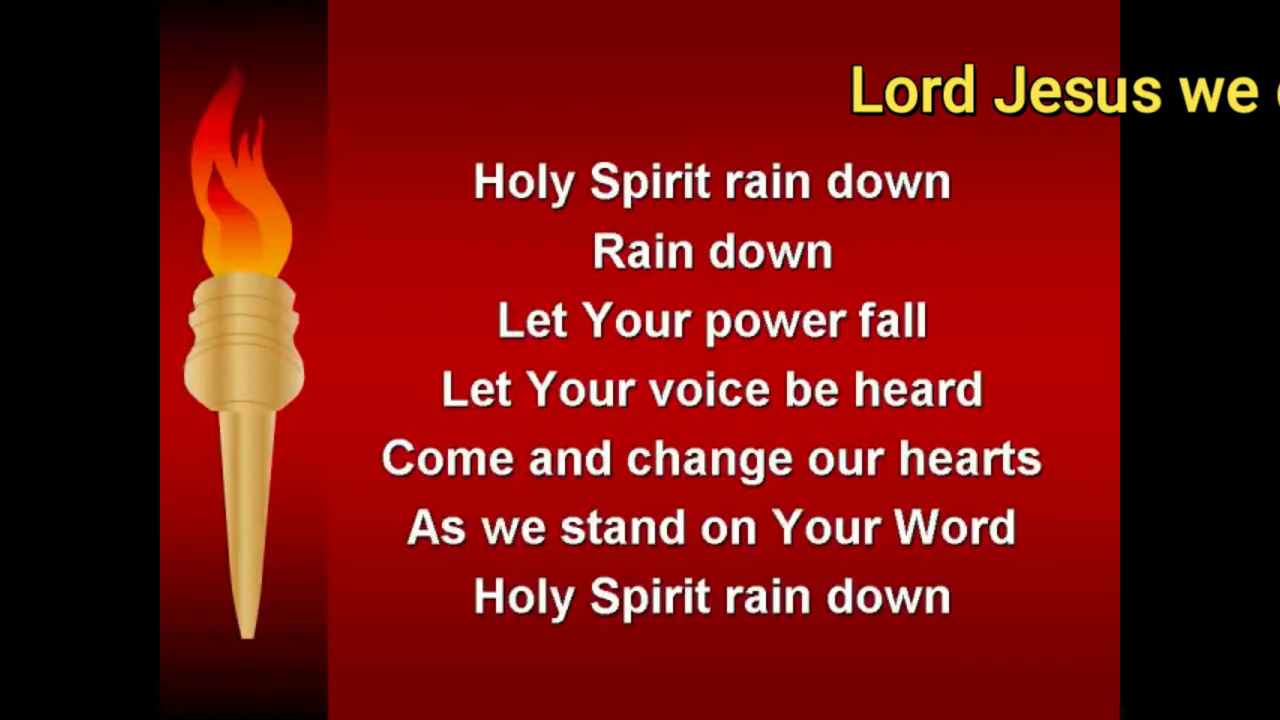 Lord Jesus we
Holy Spirit rain down
Rain down
Let Your power fall
Let Your voice be heard
Come and change our hearts
As we stand on Your Word
Holy Spirit rain down